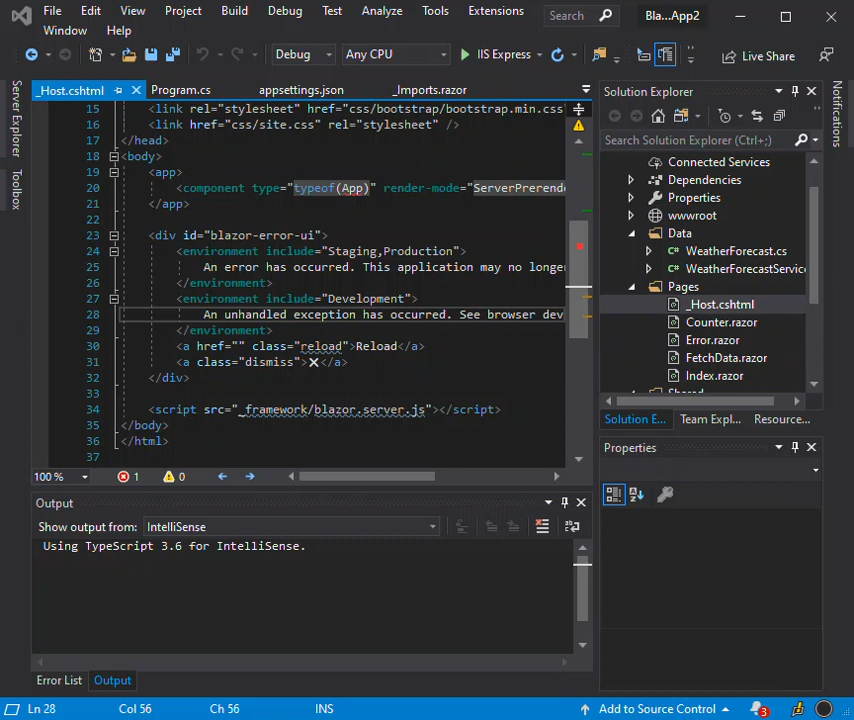 File Edit View Project Build Debug Test Analyze Tools Extensions Search Bla...App2
Window Help
Debug Any CPU IIS Express Live Share
Server Explorer
Toolbox
Notifications
_Host.cshtml Program.cs appsettings.json _Imports.razor
15 <link rel="stylesheet" href="css/bootstrap/bootstrap.min.css"
16 <link href="css/site.css" rel="stylesheet" />
17 </head>
18 <body>
19 <app>
20 <component type="typeof(App)" render-mode="ServerPrerende
21 </app>
22
23 <div id="blazor-error-ui">
24 <environment include="Staging,Production">
25 An error has occurred. This application may no longe
26 </environment>
27 <environment include="Development">
28 An unhandled exception has occurred. See browser dev
29 </environment>
30 <a href="" class="reload">Reload</a>
31 <a class="dismiss">🗙</a>
32 </div>
33
34 <script src="_framework/blazor.server.js"></script>
35 </body>
36 </html>
37
100 % 1 0
Output
Show output from: IntelliSense
Using TypeScript 3.6 for IntelliSense.
Error List Output
Solution Explorer
Search Solution Explorer (Ctrl+;)
Connected Services
Dependencies
Properties
wwwroot
Data
C# WeatherForecast.cs
C# WeatherForecastService
Pages
_Host.cshtml
Counter.razor
Error.razor
FetchData.razor
Index.razor
Shared
Solution E... Team Expl... Resource...
Properties
Ln 28 Col 56 Ch 56 INS Add to Source Control 3